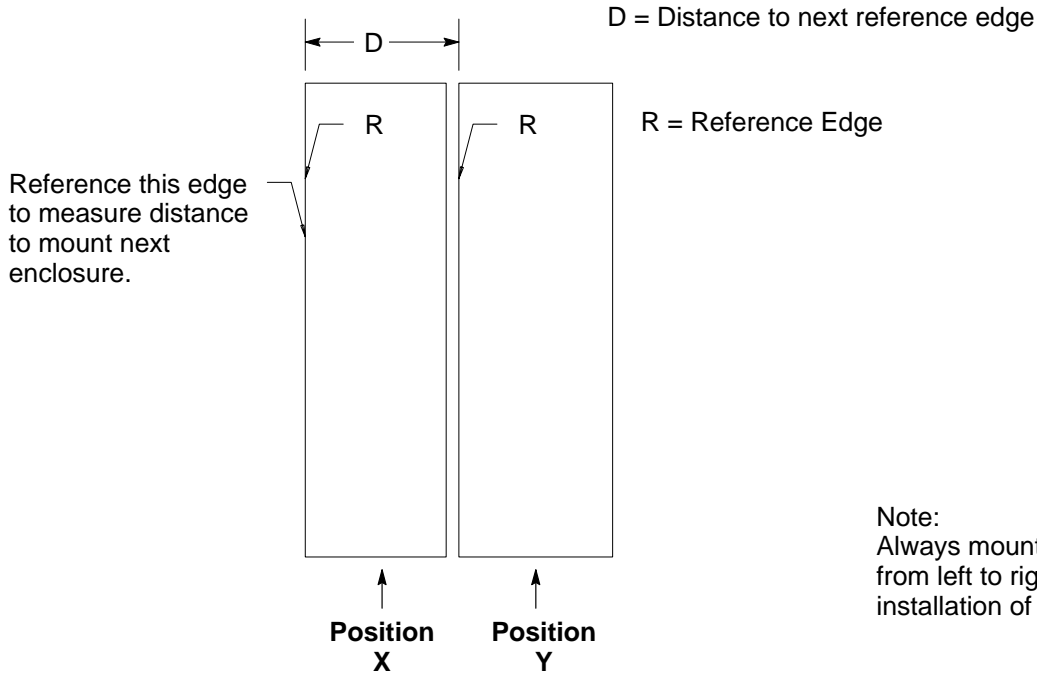 D = Distance to next reference edge
D
R
R
R = Reference Edge
Reference this edge
to measure distance
to mount next
enclosure.
Note:
Always mount
from left to rig
installation of
Position
X
Position
Y